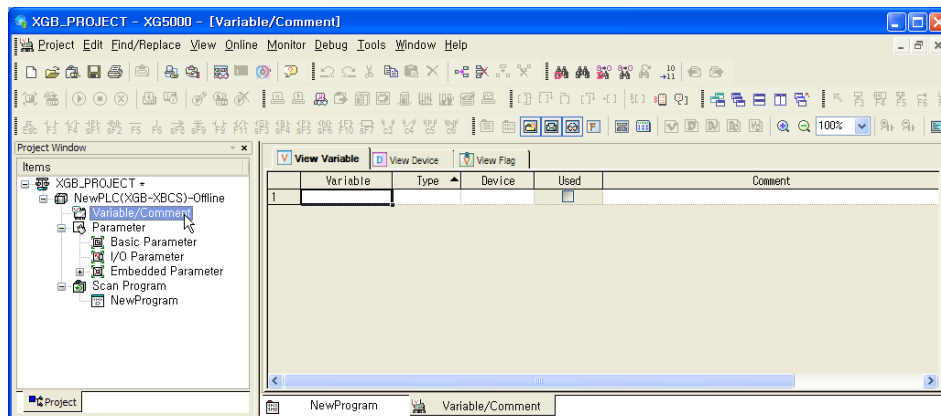 XGB_PROJECT - XG5000 - [Variable/Comment]
Project Edit Find/Replace View Online Monitor Debug Tools Window Help
100%
Project Window
Items
XGB_PROJECT *
NewPLC(XGB-XBCS)-Offline
Variable/Comment
Parameter
Basic Parameter
I/O Parameter
Embedded Parameter
Scan Program
NewProgram
Project
V View Variable D View Device View Flag
Variable Type Device Used Comment
1
NewProgram Variable/Comment